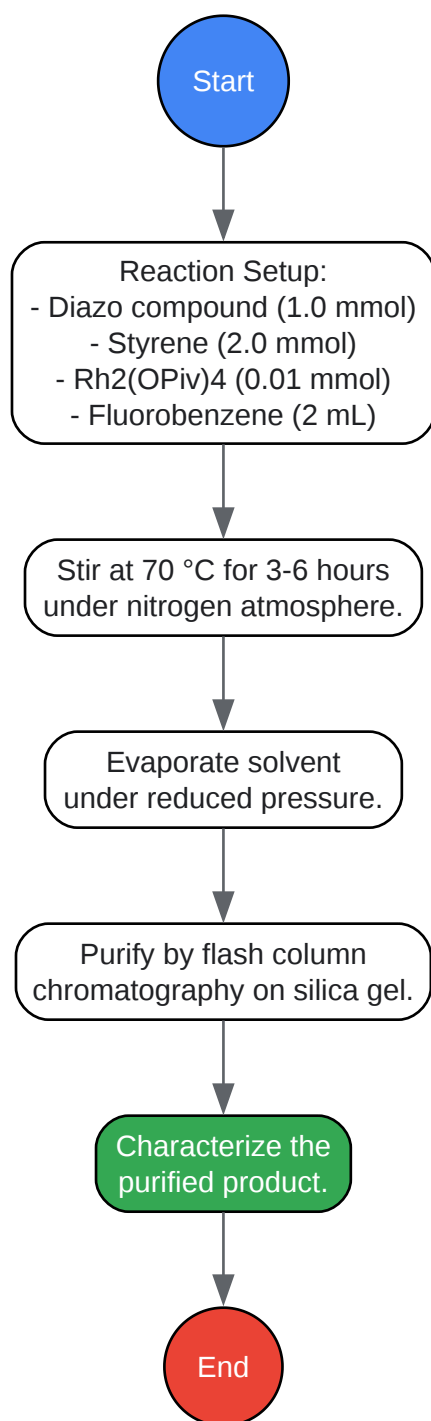 Start
Reaction Setup:
- Diazo compound (1.0 mmol)
- Styrene (2.0 mmol)
- Rh2(OPiv)4 (0.01 mmol)
- Fluorobenzene (2 mL)
Stir at 70 °C for 3-6 hours
under nitrogen atmosphere.
Evaporate solvent
under reduced pressure.
Purify by flash column
chromatography on silica gel.
Characterize the
purified product.
End